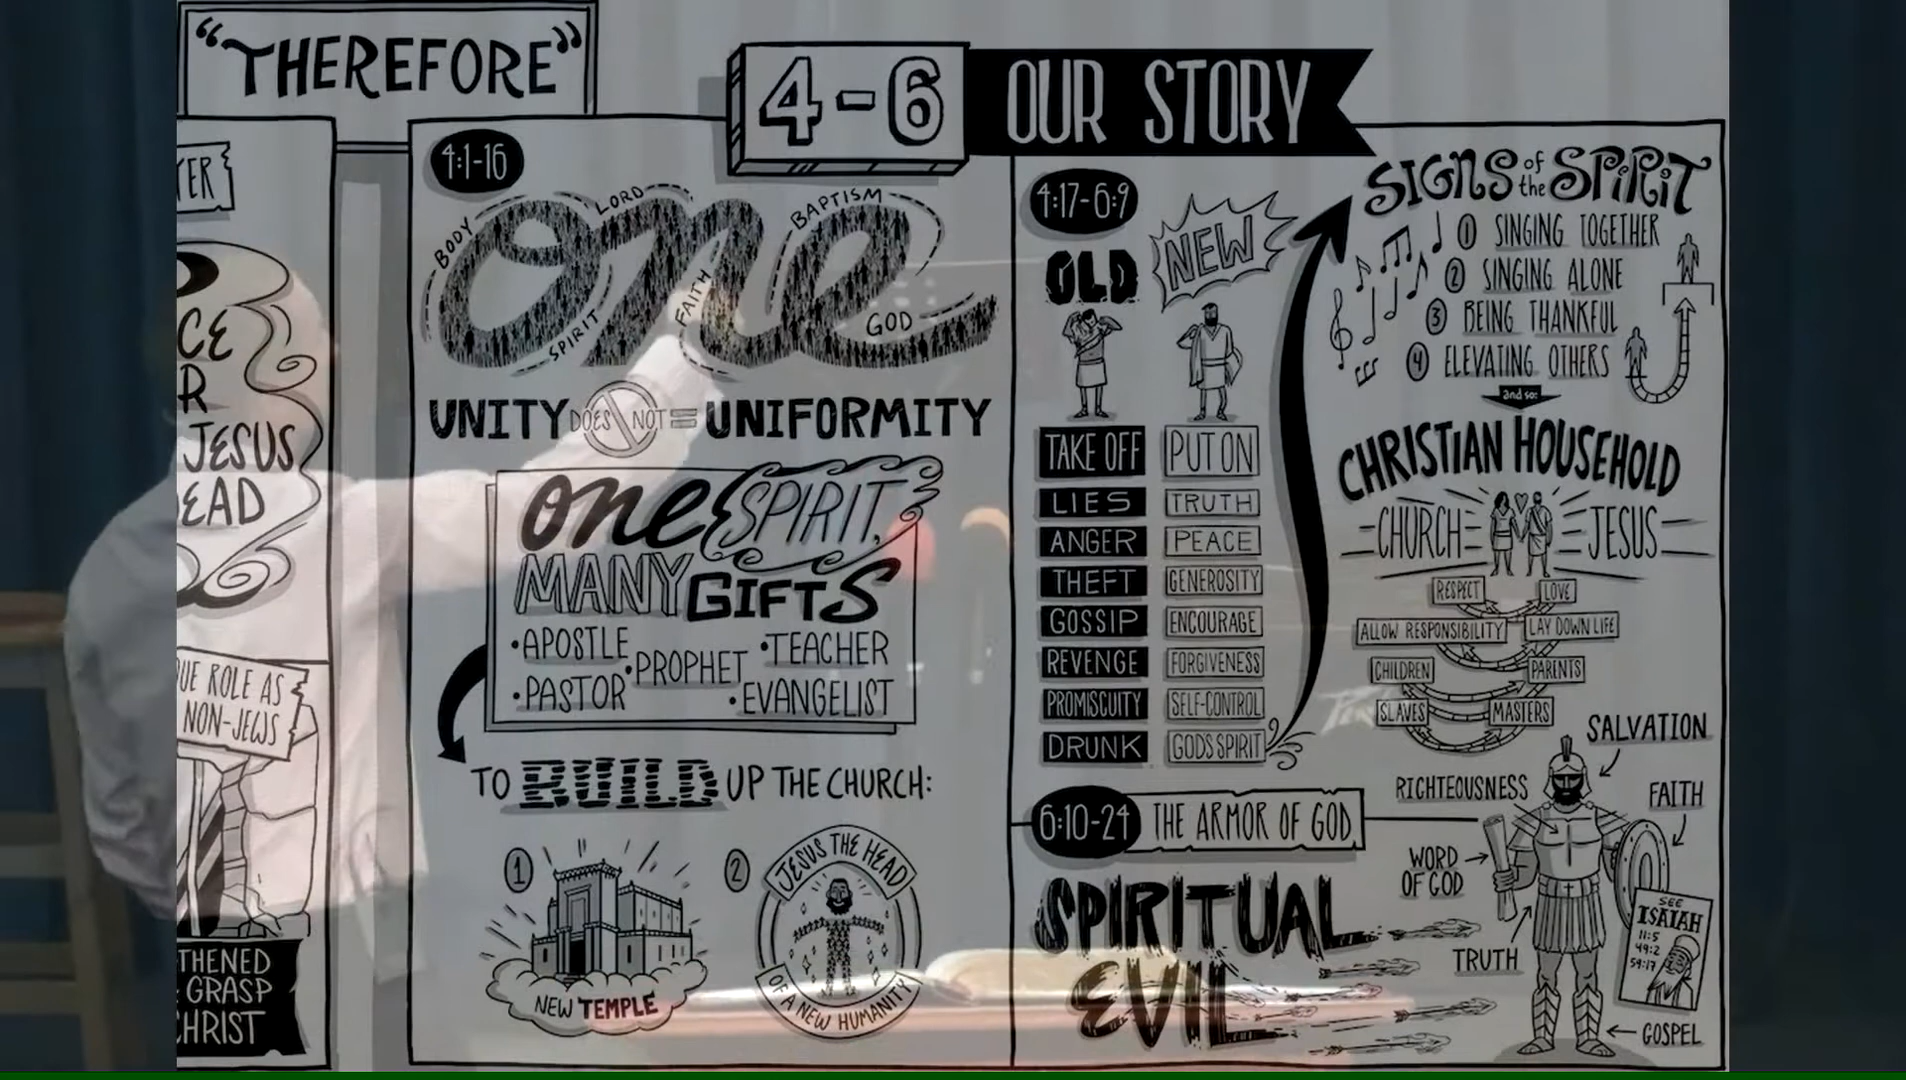 "THEREFORE"
4-6 OUR STORY
JESUS
EAD
ROLE AS
NON-JEWS
GRASP
4:1-16
BODY
LORD
BAPTISM
one
SPIRIT
FAITH
GOD
UNITY DOES NOT = UNIFORMITY
one SPIRIT,
MANY GIFTS
•APOSTLE
•PROPHET
•TEACHER
•PASTOR
•EVANGELIST
TO BUILD UP THE CHURCH:
1
NEW TEMPLE
2
JESUS THE HEAD
OF A NEW HUMANITY
4:17-6:9
OLD NEW
TAKE OFF PUT ON
LIES TRUTH
ANGER PEACE
THEFT GENEROSITY
GOSSIP ENCOURAGE
REVENGE FORGIVENESS
PROMISCUITY SELF-CONTROL
DRUNK GOD'S SPIRIT
SIGNS of the SPIRIT
1 SINGING TOGETHER
2 SINGING ALONE
3 BEING THANKFUL
4 ELEVATING OTHERS
and so:
CHRISTIAN HOUSEHOLD
CHURCH JESUS
RESPECT LOVE
ALLOW RESPONSIBILITY LAY DOWN LIFE
CHILDREN PARENTS
SLAVES MASTERS
6:10-24 THE ARMOR OF GOD
SPIRITUAL
EVIL
SALVATION
RIGHTEOUSNESS
FAITH
WORD
OF GOD
TRUTH
SEE
ISAIAH
11:5
49:2
59:17
GOSPEL